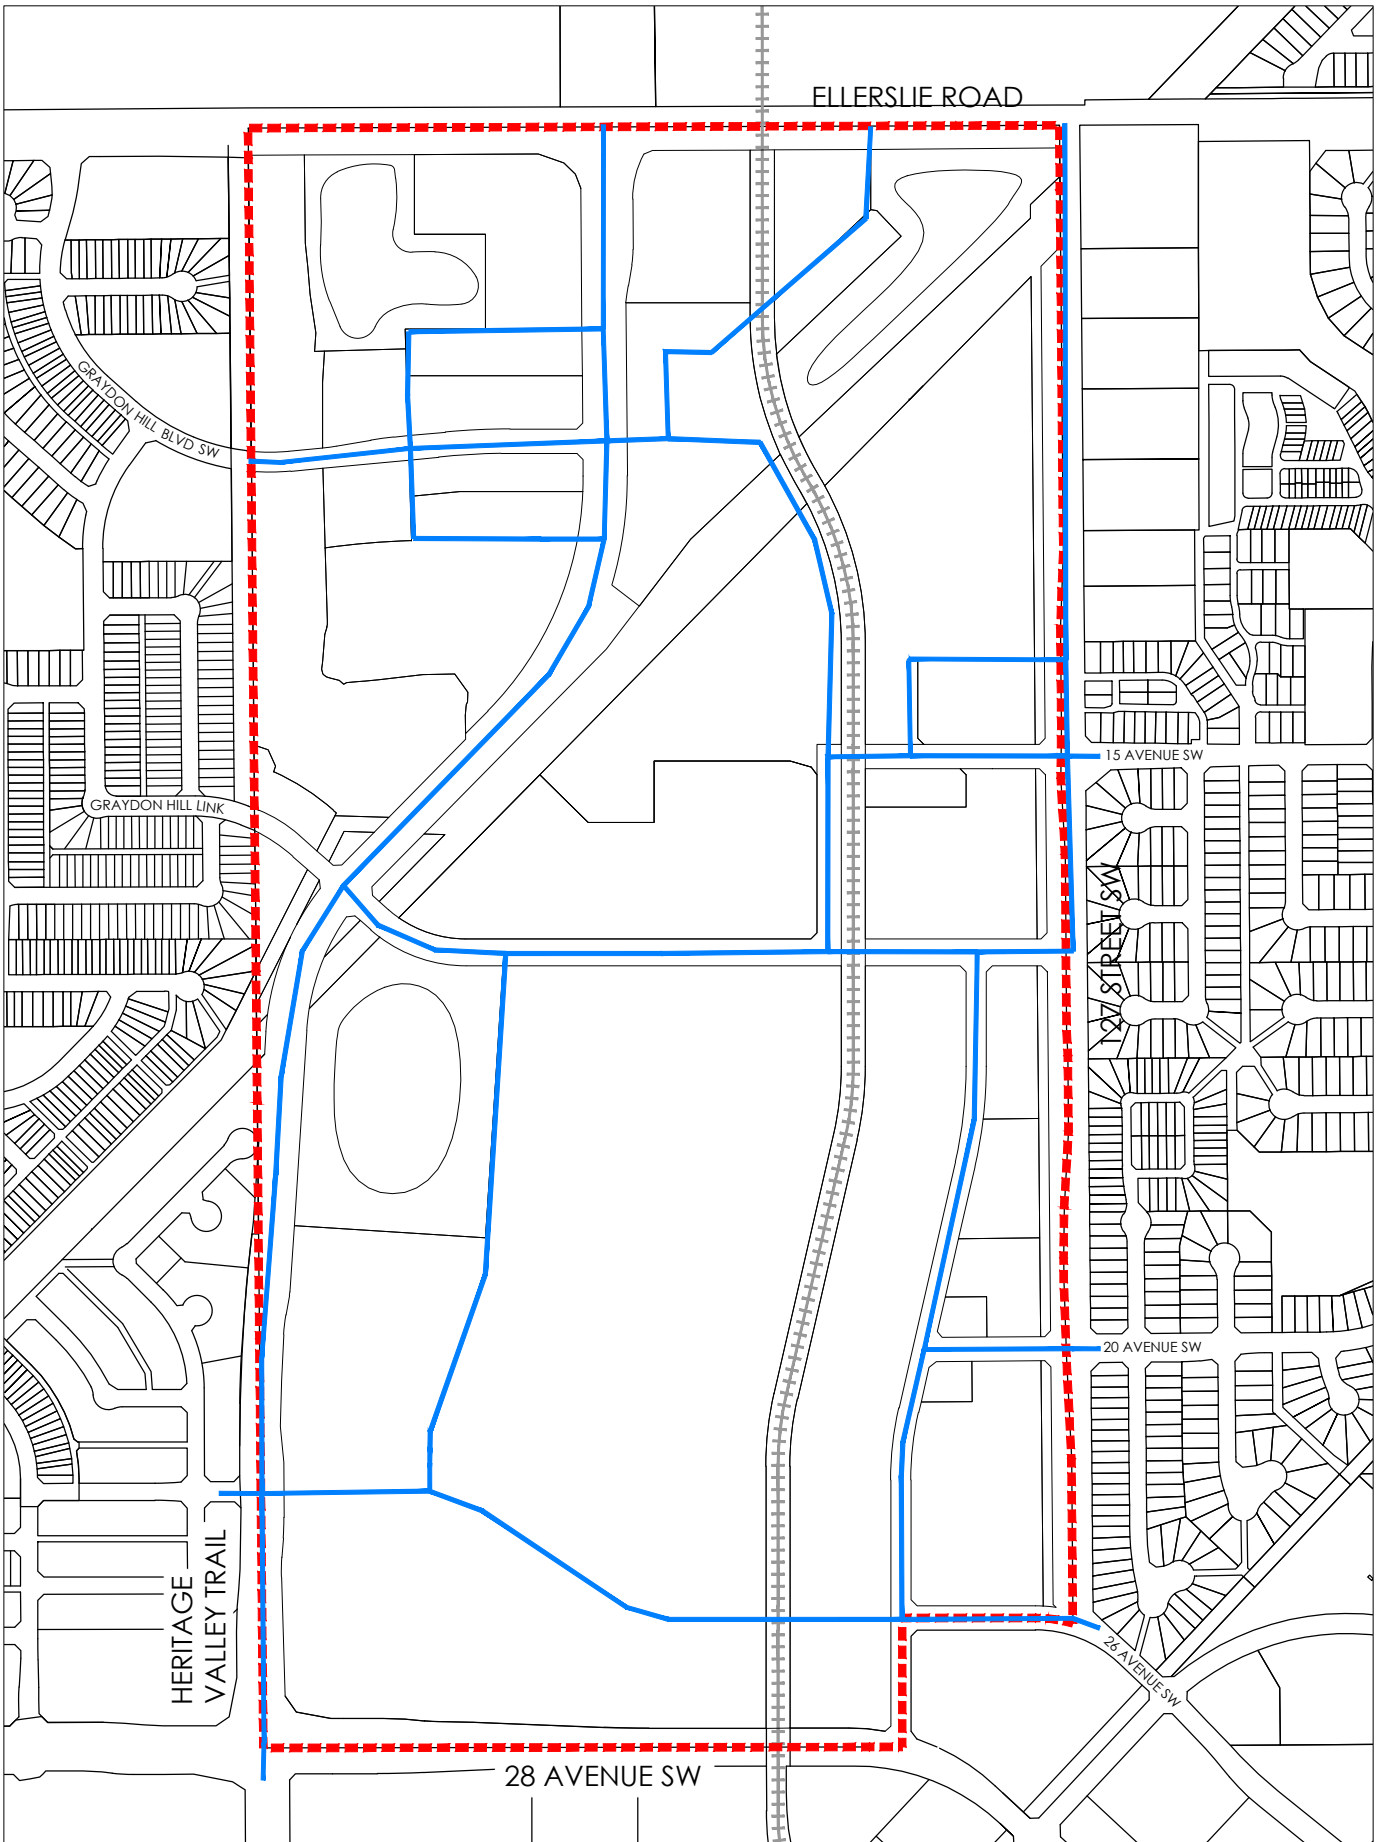 ELLERSLIE ROAD
GRAYDON HILL BLVD SW
15 AVENUE SW
GRAYDON HILL LINK
127 STREET SW
20 AVENUE SW
HERITAGE
VALLEY TRAIL
26 AVENUE SW
28 AVENUE SW